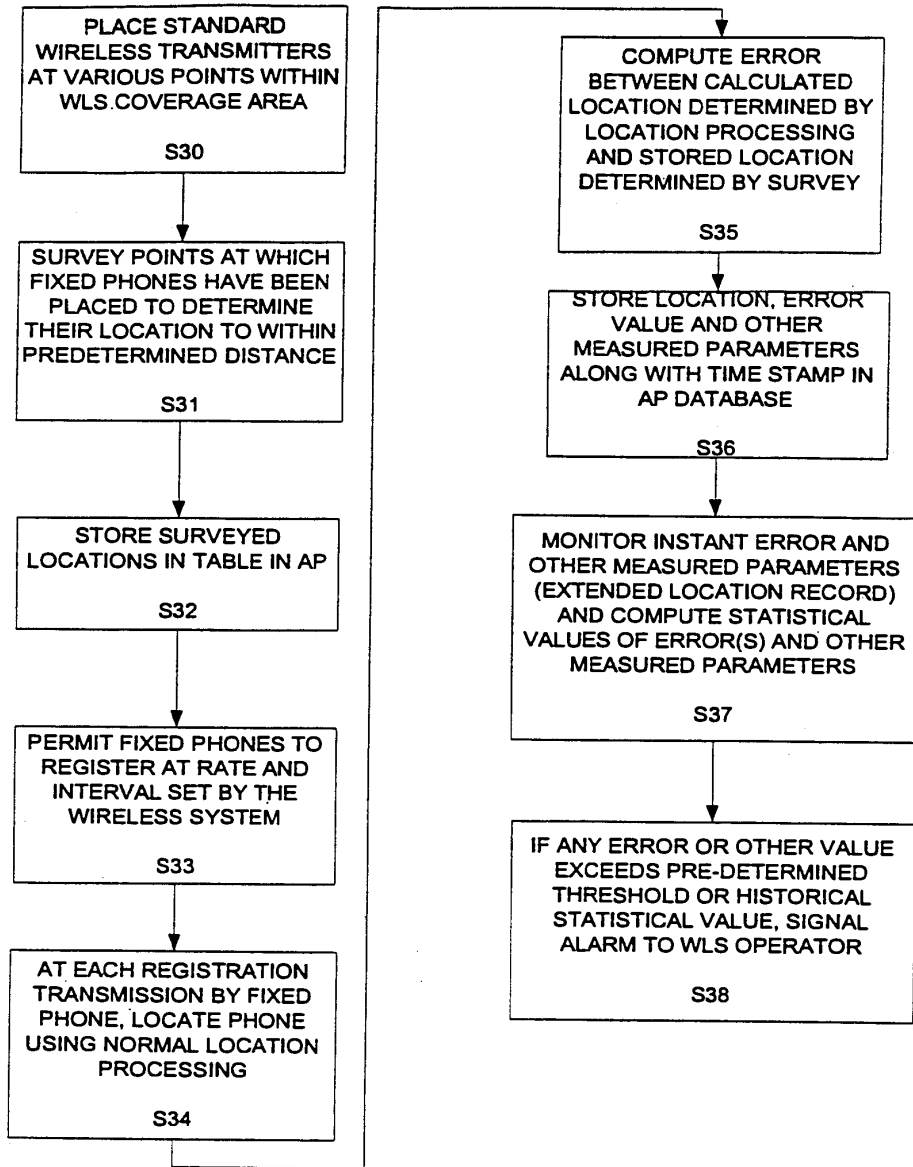 PLACE STANDARD
WIRELESS TRANSMITTERS
AT VARIOUS POINTS WITHIN
WLS.COVERAGE AREA
S30
SURVEY POINTS AT WHICH
FIXED PHONES HAVE BEEN
PLACED TO DETERMINE
THEIR LOCATION TO WITHIN
PREDETERMINED DISTANCE
S31
STORE SURVEYED
LOCATIONS IN TABLE IN AP
S32
PERMIT FIXED PHONES TO
REGISTER AT RATE AND
INTERVAL SET BY THE
WIRELESS SYSTEM
S33
AT EACH REGISTRATION
TRANSMISSION BY FIXED
PHONE, LOCATE PHONE
USING NORMAL LOCATION
PROCESSING
S34
COMPUTE ERROR
BETWEEN CALCULATED
LOCATION DETERMINED BY
LOCATION PROCESSING
AND STORED LOCATION
DETERMINED BY SURVEY
S35
STORE LOCATION, ERROR
VALUE AND OTHER
MEASURED PARAMETERS
ALONG WITH TIME STAMP IN
AP DATABASE
S36
MONITOR INSTANT ERROR AND
OTHER MEASURED PARAMETERS
(EXTENDED LOCATION RECORD)
AND COMPUTE STATISTICAL
VALUES OF ERROR(S) AND OTHER
MEASURED PARAMETERS
S37
IF ANY ERROR OR OTHER VALUE
EXCEEDS PRE-DETERMINED
THRESHOLD OR HISTORICAL
STATISTICAL VALUE, SIGNAL
ALARM TO WLS OPERATOR
S38